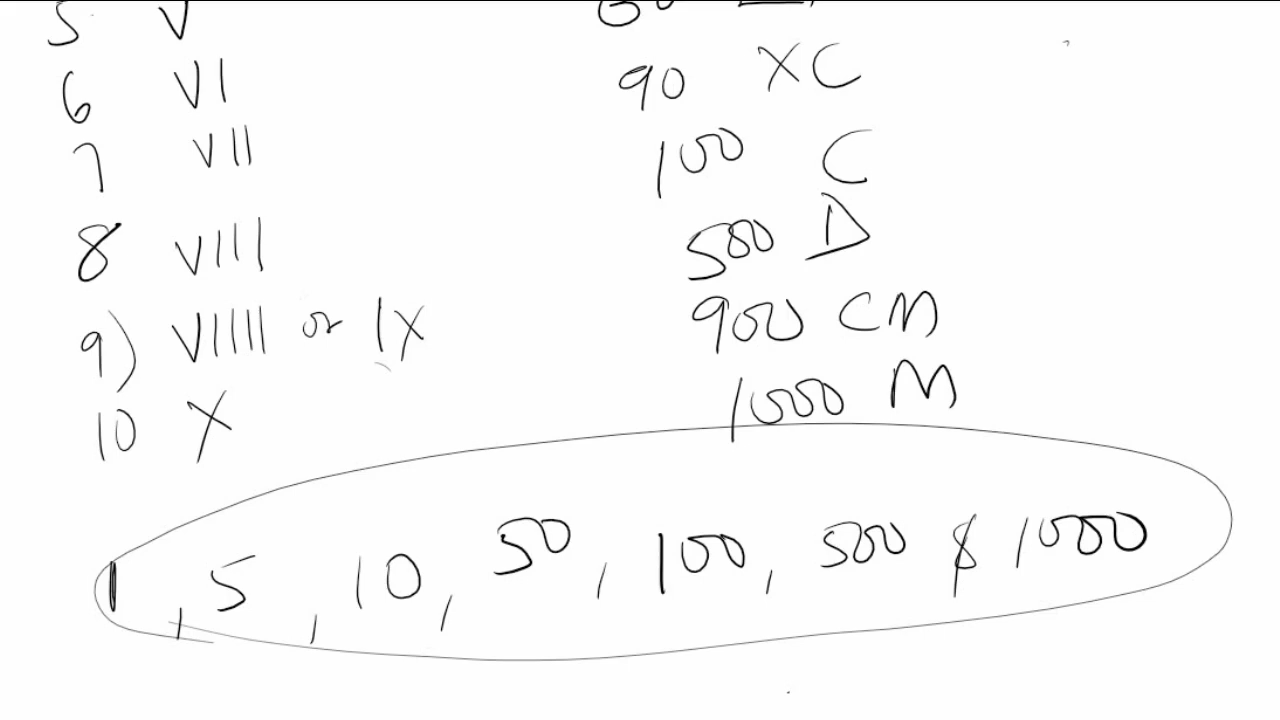 5 V
6 VI
7 VII
8 VIII
9) VIIII or IX
10 X
90 XC
100 C
500 D
900 CM
1000 M
1, 5, 10, 50, 100, 500 & 1000